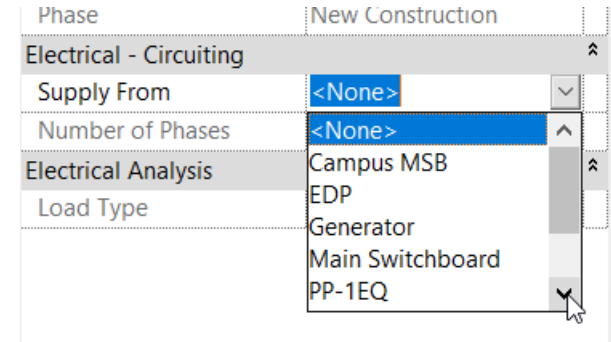 Phase New Construction
Electrical - Circuiting
Supply From <None>
Number of Phases <None>
Campus MSB
Electrical Analysis
EDP
Load Type
Generator
Main Switchboard
PP-1EQ